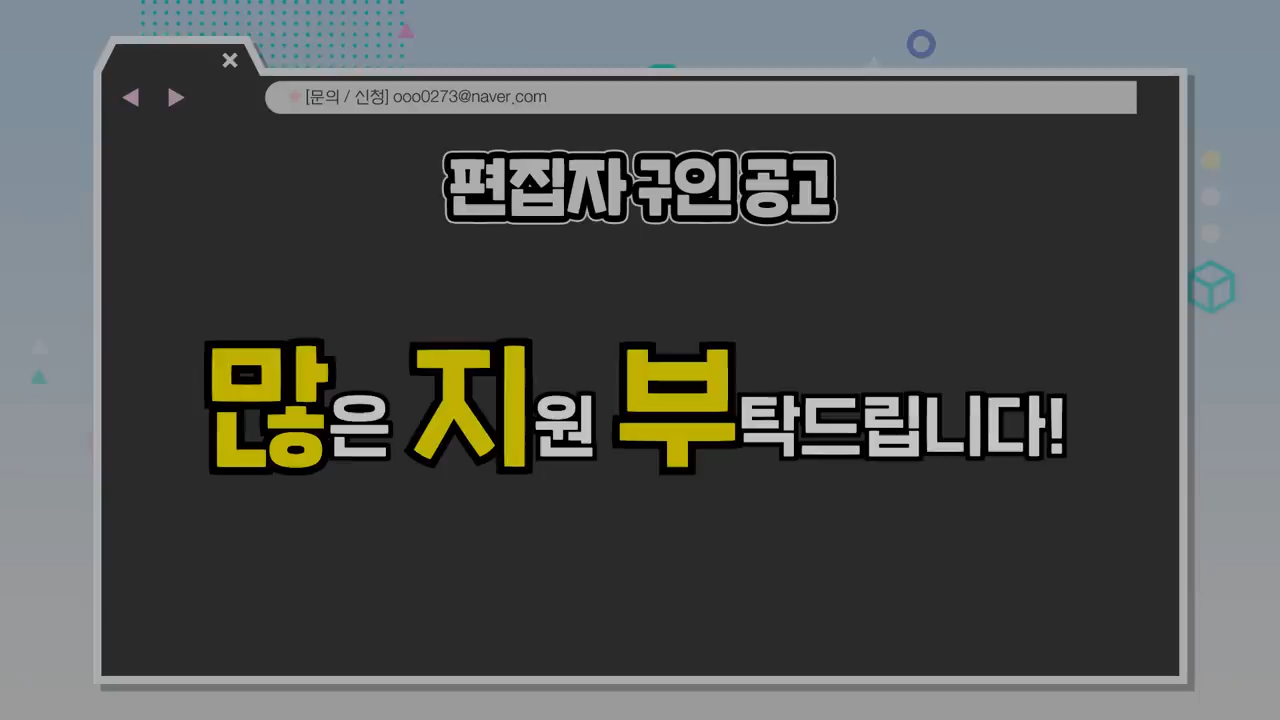 [문의 / 신청] ooo0273@naver.com
편집자 구인 공고
많은 지원 부탁드립니다!